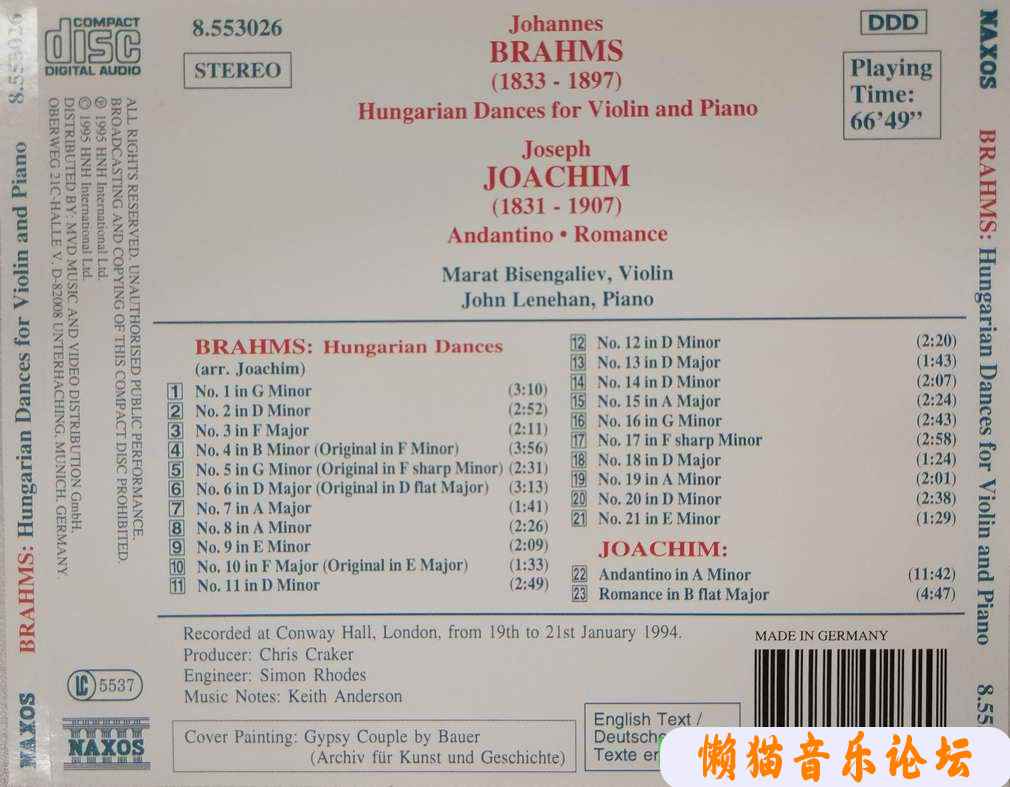 8.553026
COMPACT
disc
DIGITAL AUDIO
8.553026
STEREO
Johannes
BRAHMS
(1833 - 1897)
Hungarian Dances for Violin and Piano
Joseph
JOACHIM
(1831 - 1907)
Andantino • Romance
Marat Bisengaliev, Violin
John Lenehan, Piano
DDD
Playing
Time:
66'49”
NAXOS
BRAHMS: Hungarian Dances for Violin and Piano
8.55
BRAHMS: Hungarian Dances for Violin and Piano
NAXOS
ALL RIGHTS RESERVED. UNAUTHORISED PUBLIC PERFORMANCE,
BROADCASTING AND COPYING OF THIS COMPACT DISC PROHIBITED.
℗ 1995 HNH International Ltd.
© 1995 HNH International Ltd.
DISTRIBUTED BY: MVD MUSIC AND VIDEO DISTRIBUTION GmbH,
OBERWEG 21C-HALLE V, D-82008 UNTERHACHING, MUNICH, GERMANY.
BRAHMS: Hungarian Dances
(arr. Joachim)
1 No. 1 in G Minor (3:10)
2 No. 2 in D Minor (2:52)
3 No. 3 in F Major (2:11)
4 No. 4 in B Minor (Original in F Minor) (3:56)
5 No. 5 in G Minor (Original in F sharp Minor) (2:31)
6 No. 6 in D Major (Original in D flat Major) (3:13)
7 No. 7 in A Major (1:41)
8 No. 8 in A Minor (2:26)
9 No. 9 in E Minor (2:09)
10 No. 10 in F Major (Original in E Major) (1:33)
11 No. 11 in D Minor (2:49)
12 No. 12 in D Minor (2:20)
13 No. 13 in D Major (1:43)
14 No. 14 in D Minor (2:07)
15 No. 15 in A Major (2:24)
16 No. 16 in G Minor (2:43)
17 No. 17 in F sharp Minor (2:58)
18 No. 18 in D Major (1:24)
19 No. 19 in A Minor (2:01)
20 No. 20 in D Minor (2:38)
21 No. 21 in E Minor (1:29)
JOACHIM:
22 Andantino in A Minor (11:42)
23 Romance in B flat Major (4:47)
Recorded at Conway Hall, London, from 19th to 21st January 1994.
Producer: Chris Craker
Engineer: Simon Rhodes
Music Notes: Keith Anderson
LC 5537
NAXOS
Cover Painting: Gypsy Couple by Bauer
(Archiv für Kunst und Geschichte)
English Text /
Deutsche
Texte
MADE IN GERMANY
懒猫音乐论坛